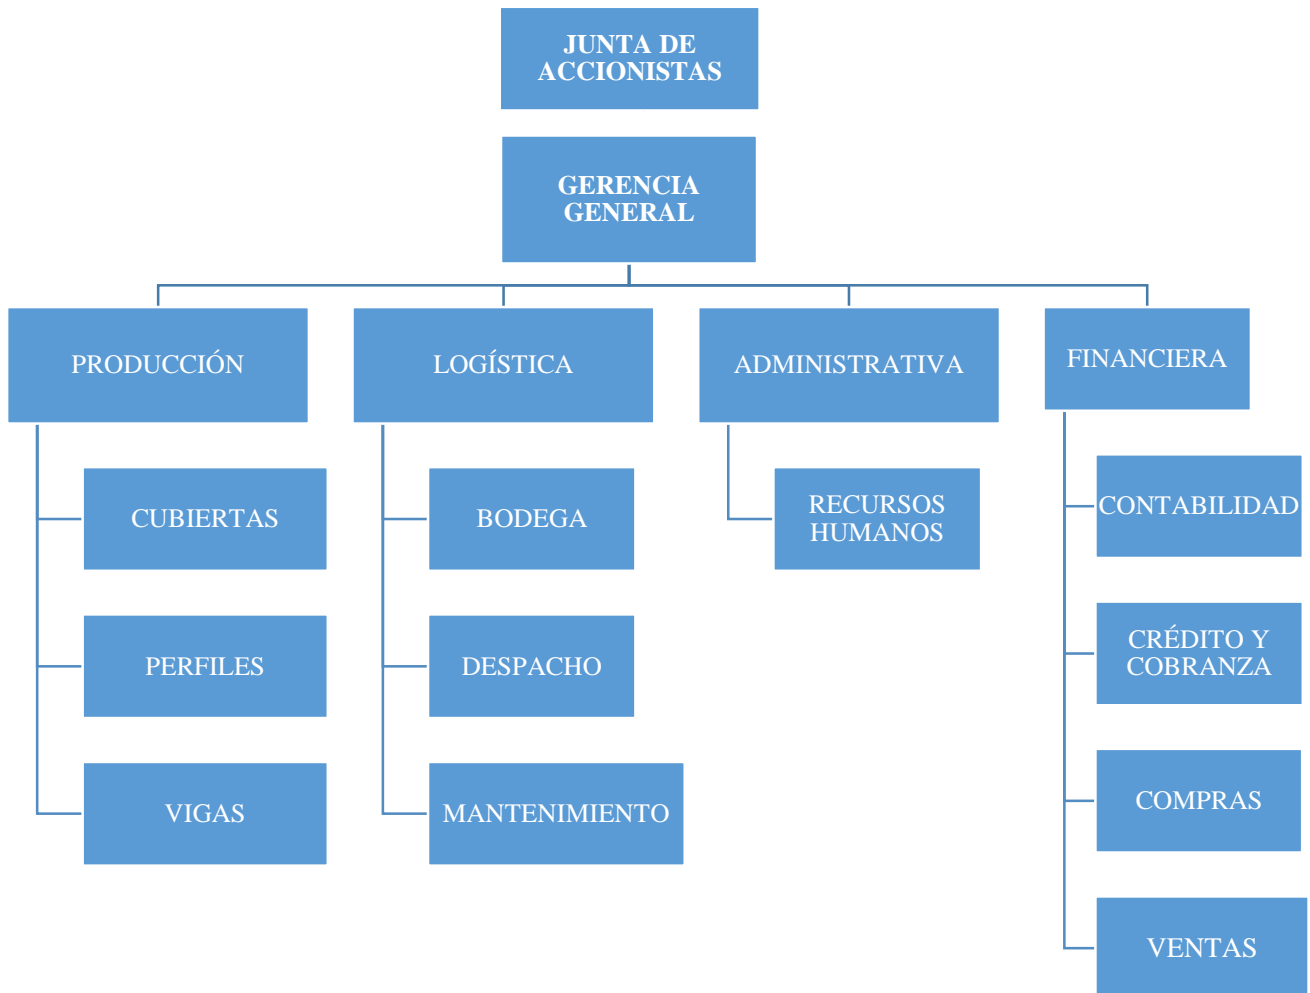 JUNTA DE
ACCIONISTAS
GERENCIA
GENERAL
PRODUCCIÓN
LOGÍSTICA
ADMINISTRATIVA
FINANCIERA
CUBIERTAS
PERFILES
VIGAS
BODEGA
DESPACHO
MANTENIMIENTO
RECURSOS
HUMANOS
CONTABILIDAD
CRÉDITO Y
COBRANZA
COMPRAS
VENTAS